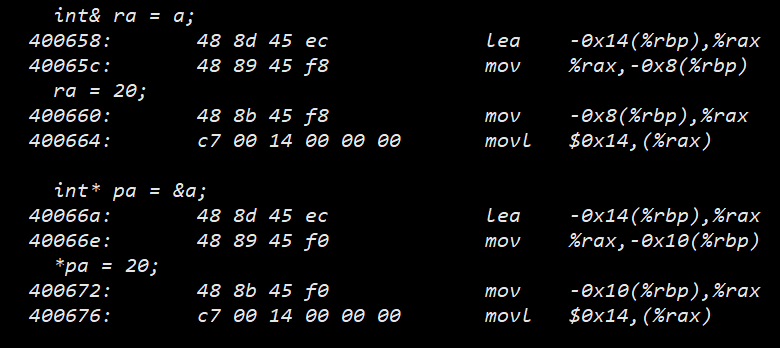 int& ra = a;
400658: 48 8d 45 ec lea -0x14(%rbp),%rax
40065c: 48 89 45 f8 mov %rax,-0x8(%rbp)
ra = 20;
400660: 48 8b 45 f8 mov -0x8(%rbp),%rax
400664: c7 00 14 00 00 00 movl $0x14,(%rax)
int* pa = &a;
40066a: 48 8d 45 ec lea -0x14(%rbp),%rax
40066e: 48 89 45 f0 mov %rax,-0x10(%rbp)
*pa = 20;
400672: 48 8b 45 f0 mov -0x10(%rbp),%rax
400676: c7 00 14 00 00 00 movl $0x14,(%rax)